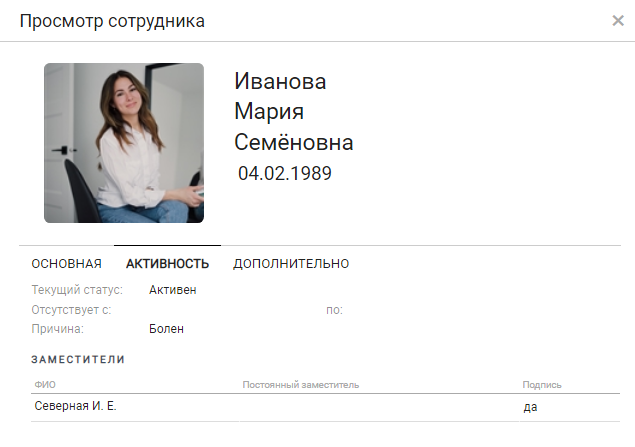 Просмотр сотрудника
Иванова
Мария
Семёновна
04.02.1989
ОСНОВНАЯ АКТИВНОСТЬ ДОПОЛНИТЕЛЬНО
Текущий статус: Активен
Отсутствует с: по:
Причина: Болен
ЗАМЕСТИТЕЛИ
ФИО Постоянный заместитель Подпись
Северная И. Е. да